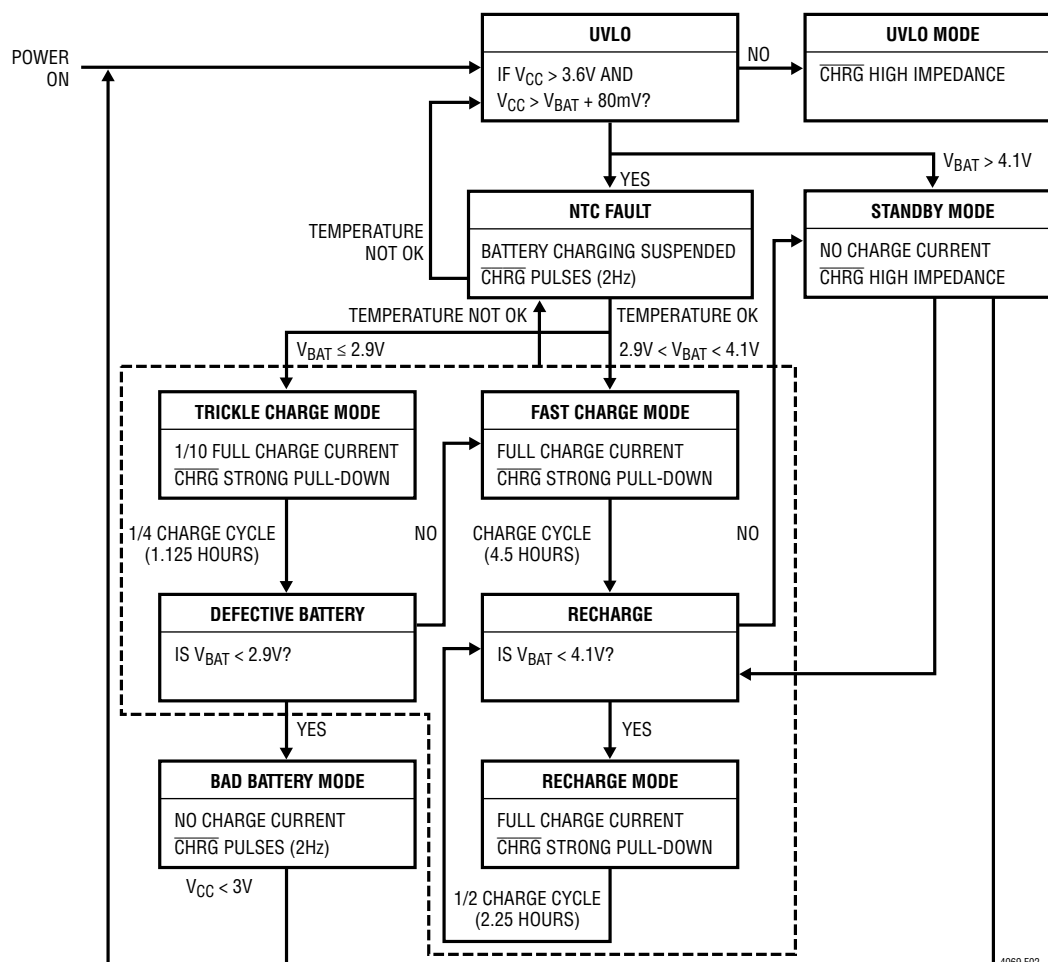 POWER
ON
UVLO
IF VCC > 3.6V AND
VCC > VBAT + 80mV?
NO
UVLO MODE
CHRG HIGH IMPEDANCE
YES
VBAT > 4.1V
TEMPERATURE
NOT OK
NTC FAULT
BATTERY CHARGING SUSPENDED
CHRG PULSES (2Hz)
STANDBY MODE
NO CHARGE CURRENT
CHRG HIGH IMPEDANCE
TEMPERATURE NOT OK
TEMPERATURE OK
VBAT ≤ 2.9V
2.9V < VBAT < 4.1V
TRICKLE CHARGE MODE
1/10 FULL CHARGE CURRENT
CHRG STRONG PULL-DOWN
FAST CHARGE MODE
FULL CHARGE CURRENT
CHRG STRONG PULL-DOWN
1/4 CHARGE CYCLE
(1.125 HOURS)
NO
CHARGE CYCLE
(4.5 HOURS)
NO
DEFECTIVE BATTERY
IS VBAT < 2.9V?
RECHARGE
IS VBAT < 4.1V?
YES
YES
BAD BATTERY MODE
NO CHARGE CURRENT
CHRG PULSES (2Hz)
RECHARGE MODE
FULL CHARGE CURRENT
CHRG STRONG PULL-DOWN
VCC < 3V
1/2 CHARGE CYCLE
(2.25 HOURS)